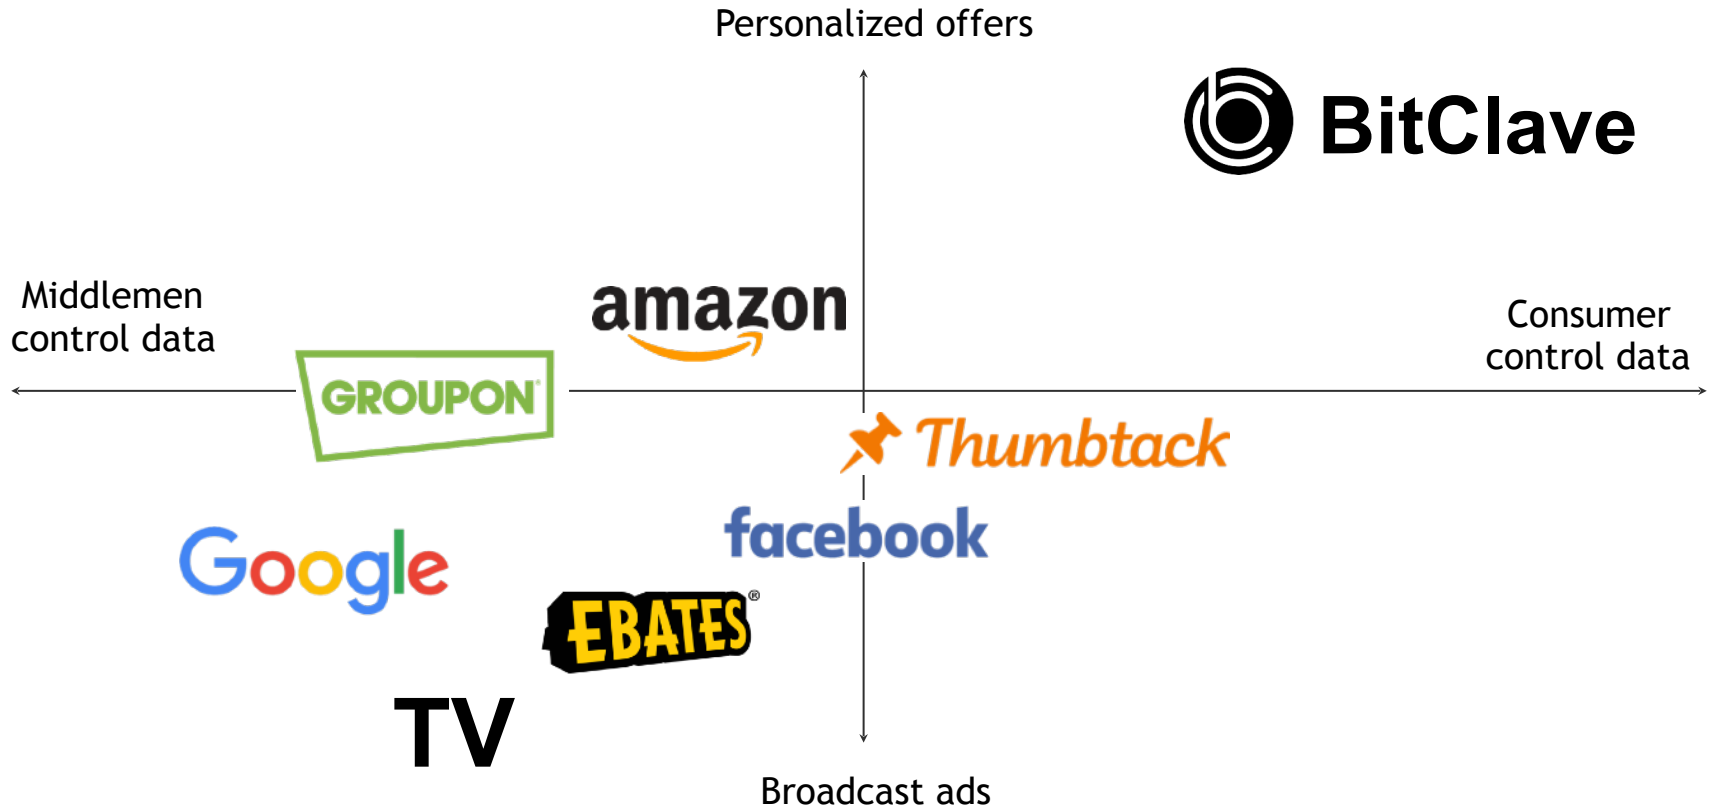 Personalized offers
BitClave
Middlemen
control data
amazon
Consumer
control data
GROUPON®
Thumbtack
facebook
Google
EBATES®
TV
Broadcast ads